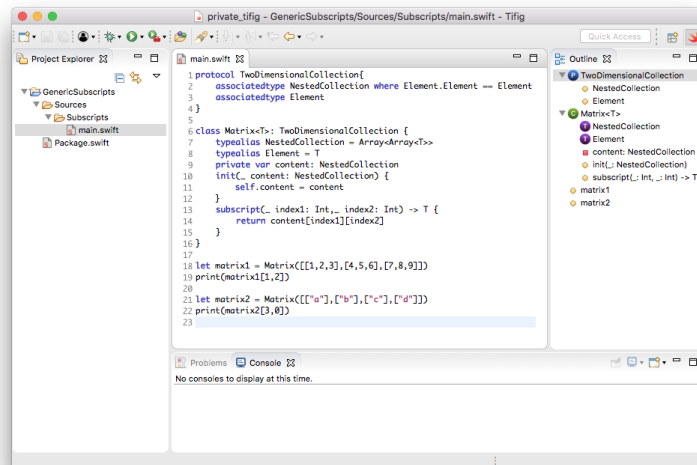 private_tifig - GenericSubscripts/Sources/Subscripts/main.swift - Tifig
Quick Access
Project Explorer
GenericSubscripts
Sources
Subscripts
main.swift
Package.swift
main.swift
1 protocol TwoDimensionalCollection{
2     associatedtype NestedCollection where Element.Element == Element
3     associatedtype Element
4 }
5
6 class Matrix<T>: TwoDimensionalCollection {
7     typealias NestedCollection = Array<Array<T>>
8     typealias Element = T
9     private var content: NestedCollection
10     init(_ content: NestedCollection) {
11         self.content = content
12     }
13     subscript(_ index1: Int,_ index2: Int) -> T {
14         return content[index1][index2]
15     }
16 }
17
18 let matrix1 = Matrix([[1,2,3],[4,5,6],[7,8,9]])
19 print(matrix1[1,2])
20
21 let matrix2 = Matrix([["a"],["b"],["c"],["d"]])
22 print(matrix2[3,0])
23
Outline
P TwoDimensionalCollection
NestedCollection
Element
C Matrix<T>
T NestedCollection
T Element
content: NestedCollection
init(_: NestedCollection)
subscript(_: Int, _: Int) -> T
matrix1
matrix2
Problems Console
No consoles to display at this time.